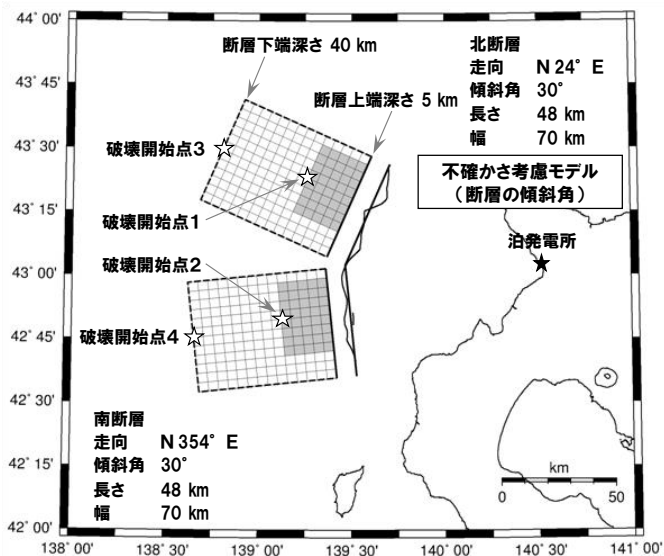 44° 00'
43° 45'
43° 30'
43° 15'
43° 00'
42° 45'
42° 30'
42° 15'
42° 00'
138° 00'
138° 30'
139° 00'
139° 30'
140° 00'
140° 30'
141° 00'
断層下端深さ 40 km
断層上端深さ 5 km
北断層
走向 N 24° E
傾斜角 30°
長さ 48 km
幅 70 km
不確かさ考慮モデル
(断層の傾斜角)
破壊開始点3
破壊開始点1
破壊開始点2
破壊開始点4
泊発電所
南断層
走向 N 354° E
傾斜角 30°
長さ 48 km
幅 70 km
km
0 50